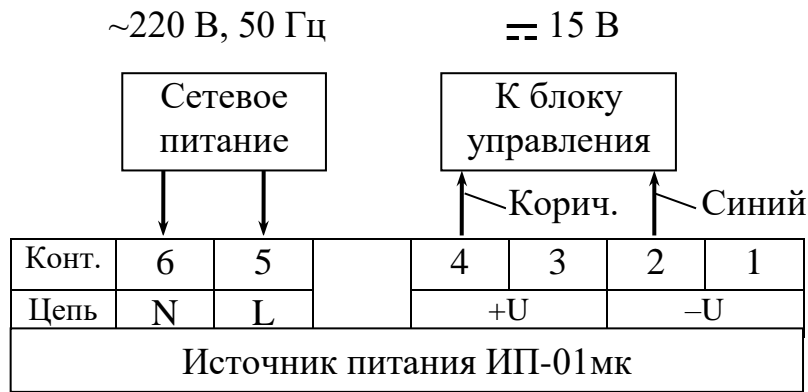 ~220 В, 50 Гц
⎓ 15 В
Сетевое
питание
К блоку
управления
Корич.
Синий
Конт. 6 5 4 3 2 1
Цепь N L +U –U
Источник питания ИП-01мк